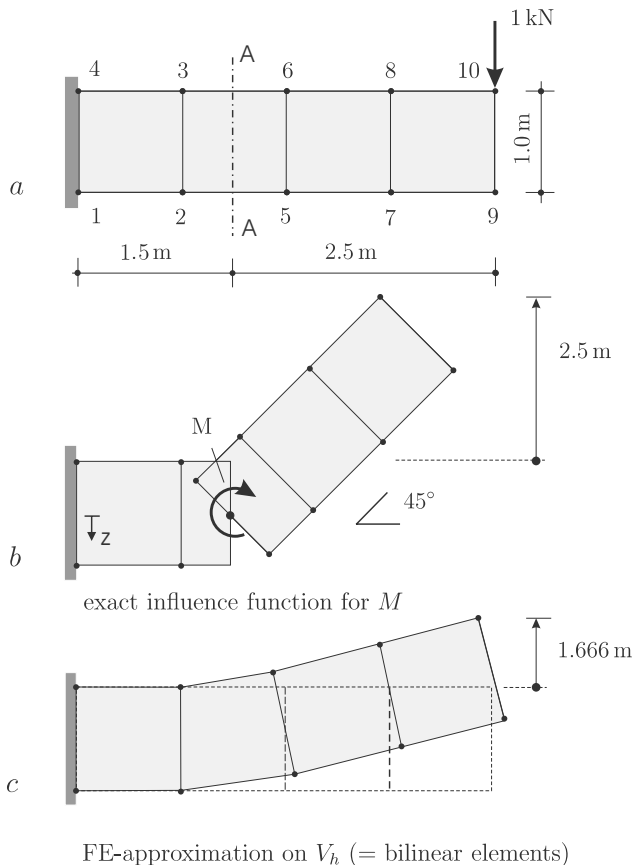 1 kN
A
4 3 6 8 10
1.0 m
a
1 2 5 7 9
A
1.5 m 2.5 m
2.5 m
M
45°
z
b
exact influence function for M
1.666 m
c
FE-approximation on V_h (= bilinear elements)